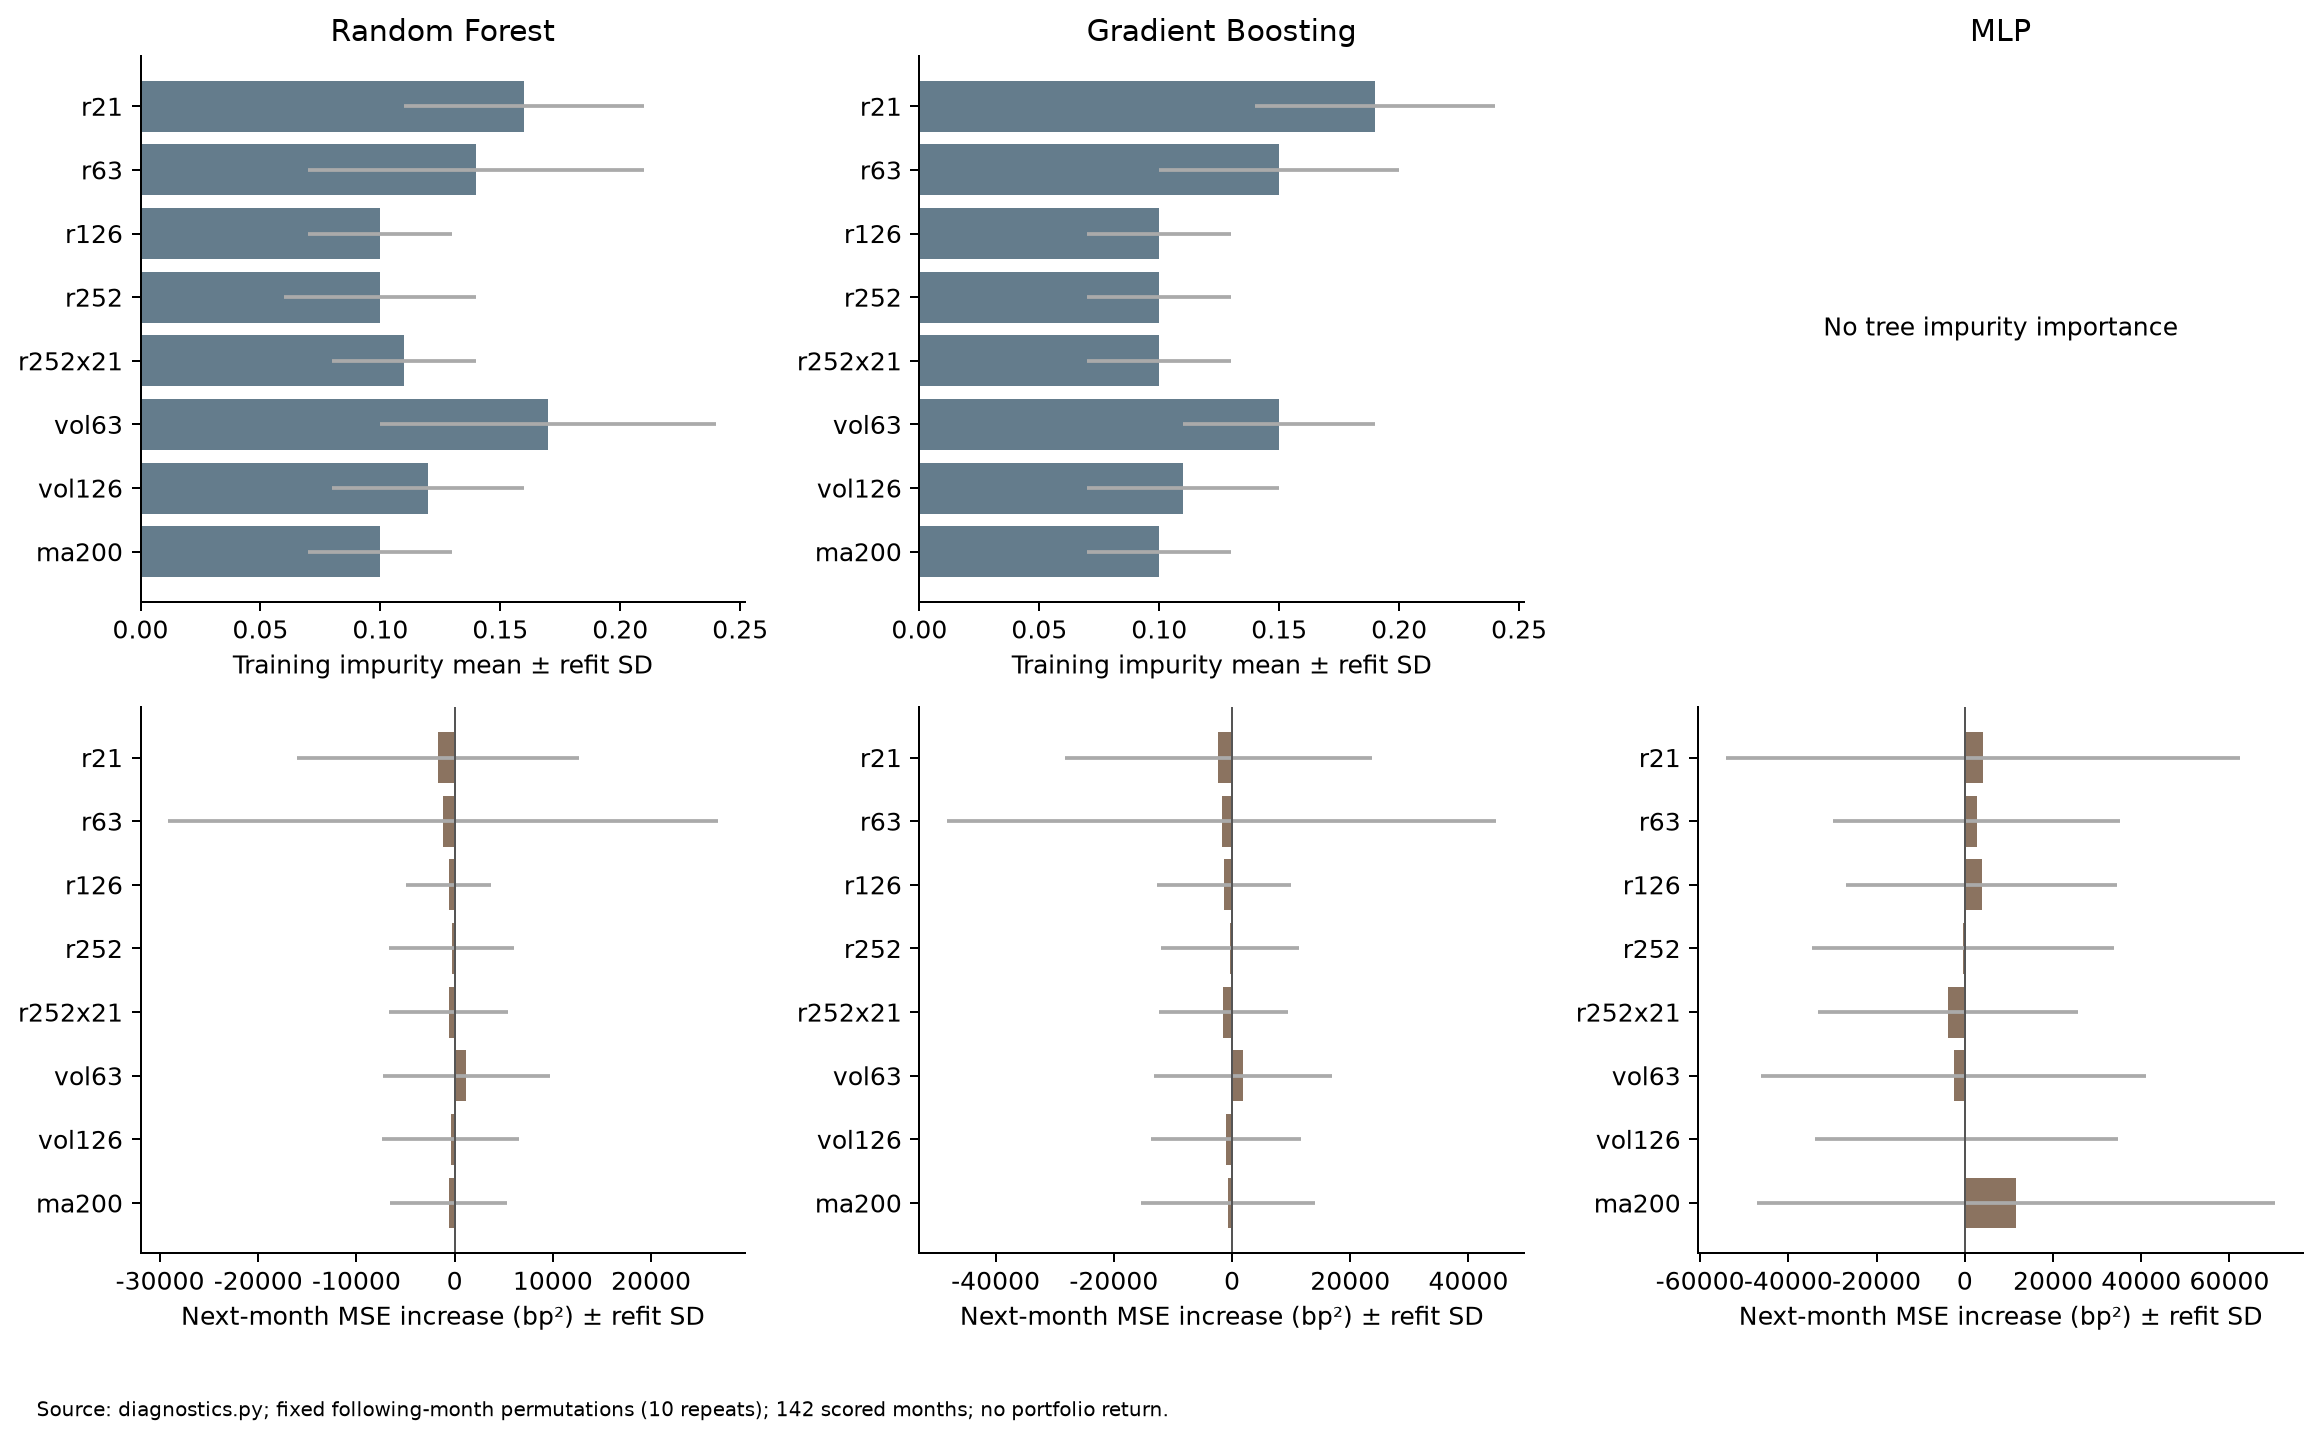 Random Forest
r21
r63
r126
r252
r252x21
vol63
vol126
ma200
0.00 0.05 0.10 0.15 0.20 0.25
Training impurity mean ± refit SD
Gradient Boosting
r21
r63
r126
r252
r252x21
vol63
vol126
ma200
0.00 0.05 0.10 0.15 0.20 0.25
Training impurity mean ± refit SD
MLP
No tree impurity importance
r21
r63
r126
r252
r252x21
vol63
vol126
ma200
-30000 -20000 -10000 0 10000 20000
Next-month MSE increase (bp²) ± refit SD
r21
r63
r126
r252
r252x21
vol63
vol126
ma200
-40000 -20000 0 20000 40000
Next-month MSE increase (bp²) ± refit SD
r21
r63
r126
r252
r252x21
vol63
vol126
ma200
-60000 -40000 -20000 0 20000 40000 60000
Next-month MSE increase (bp²) ± refit SD
Source: diagnostics.py; fixed following-month permutations (10 repeats); 142 scored months; no portfolio return.